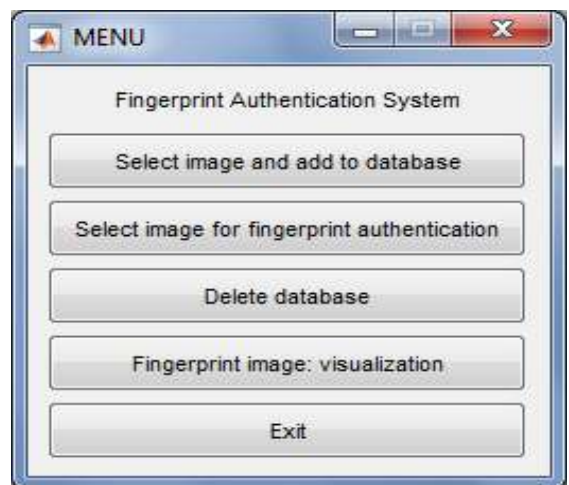 MENU
Fingerprint Authentication System
Select image and add to database
Select image for fingerprint authentication
Delete database
Fingerprint image: visualization
Exit